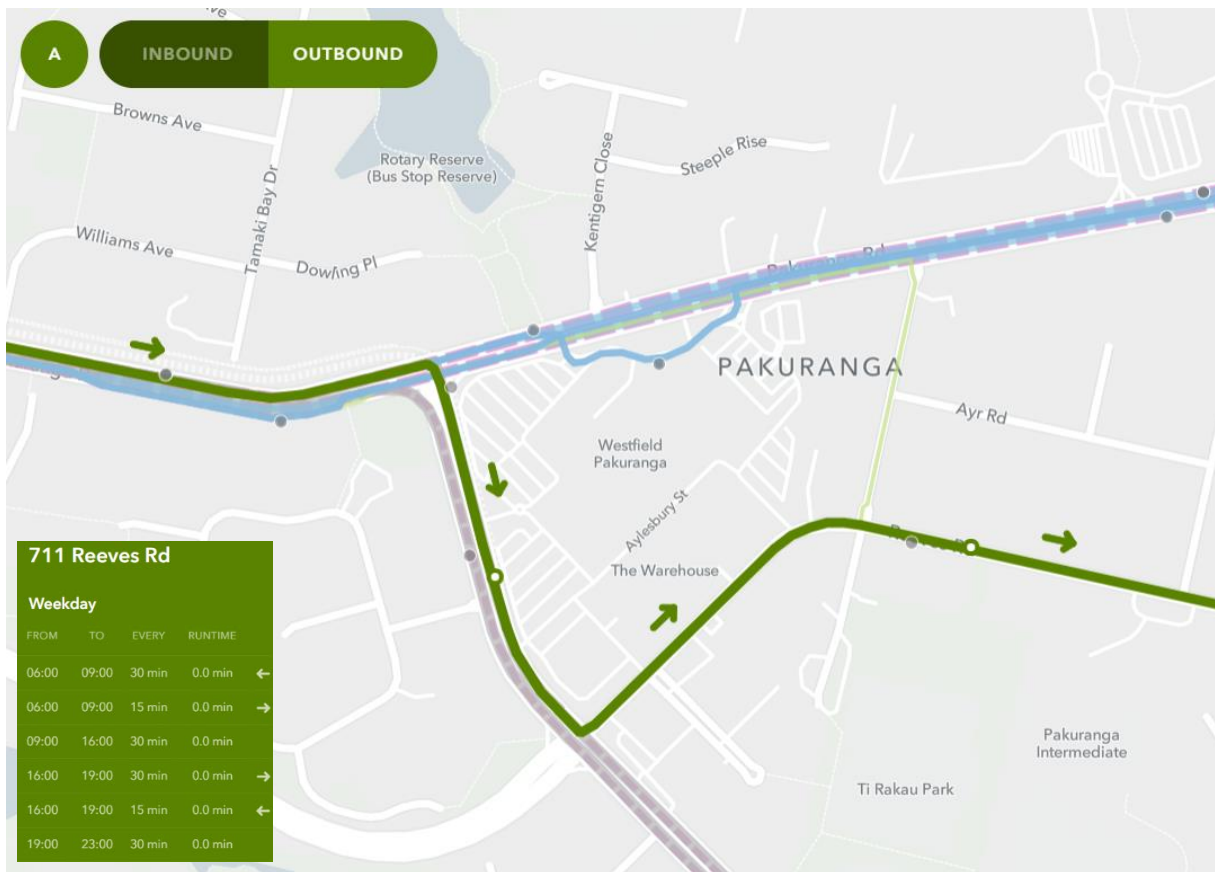 A
INBOUND
OUTBOUND
Browns Ave
Tamaki Bay Dr
Williams Ave
Dowling Pl
Rotary Reserve
(Bus Stop Reserve)
Kentigern Close
Steeple Rise
Pakuranga Rd
PAKURANGA
Ayr Rd
Westfield
Pakuranga
Aylesbury St
The Warehouse
Reeves Rd
Pakuranga
Intermediate
Ti Rakau Park
711 Reeves Rd
Weekday
FROM TO EVERY RUNTIME
06:00 09:00 30 min 0.0 min ←
06:00 09:00 15 min 0.0 min →
09:00 16:00 30 min 0.0 min
16:00 19:00 30 min 0.0 min →
16:00 19:00 15 min 0.0 min ←
19:00 23:00 30 min 0.0 min